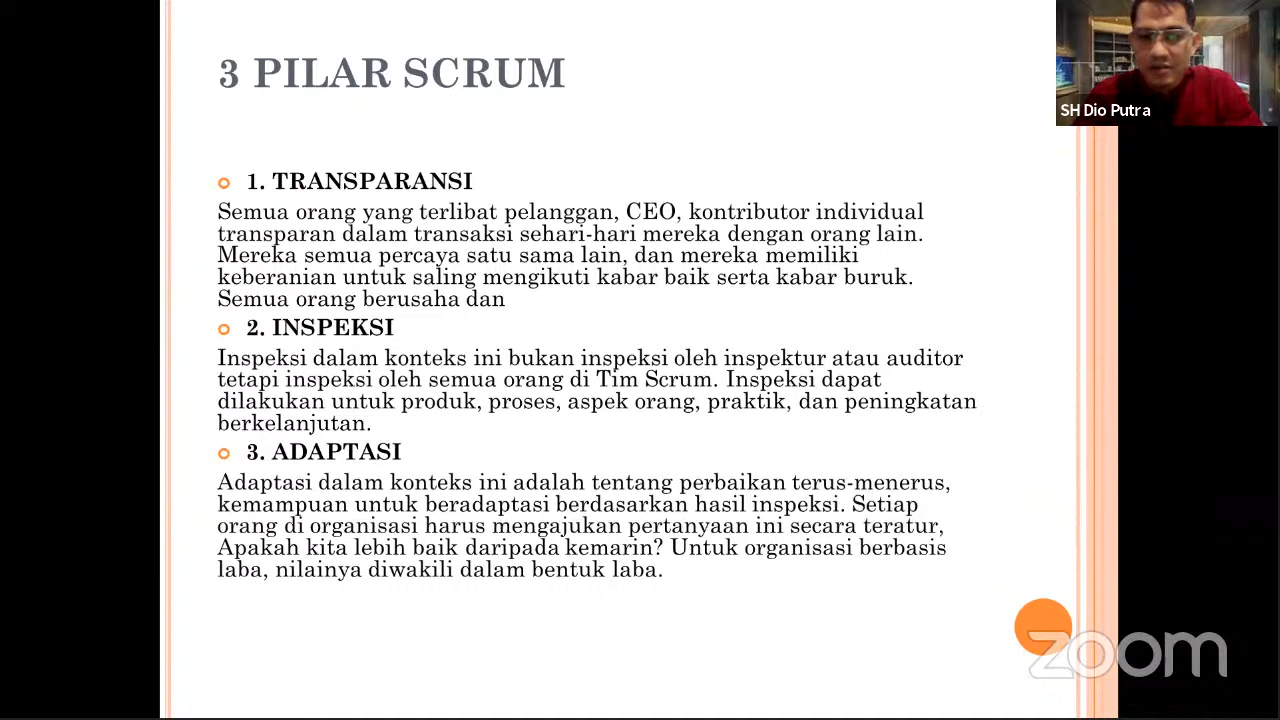 3 PILAR SCRUM
SH Dio Putra
1. TRANSPARANSI
Semua orang yang terlibat pelanggan, CEO, kontributor individual
transparan dalam transaksi sehari-hari mereka dengan orang lain.
Mereka semua percaya satu sama lain, dan mereka memiliki
keberanian untuk saling mengikuti kabar baik serta kabar buruk.
Semua orang berusaha dan
2. INSPEKSI
Inspeksi dalam konteks ini bukan inspeksi oleh inspektur atau auditor
tetapi inspeksi oleh semua orang di Tim Scrum. Inspeksi dapat
dilakukan untuk produk, proses, aspek orang, praktik, dan peningkatan
berkelanjutan.
3. ADAPTASI
Adaptasi dalam konteks ini adalah tentang perbaikan terus-menerus,
kemampuan untuk beradaptasi berdasarkan hasil inspeksi. Setiap
orang di organisasi harus mengajukan pertanyaan ini secara teratur,
Apakah kita lebih baik daripada kemarin? Untuk organisasi berbasis
laba, nilainya diwakili dalam bentuk laba.
zoom